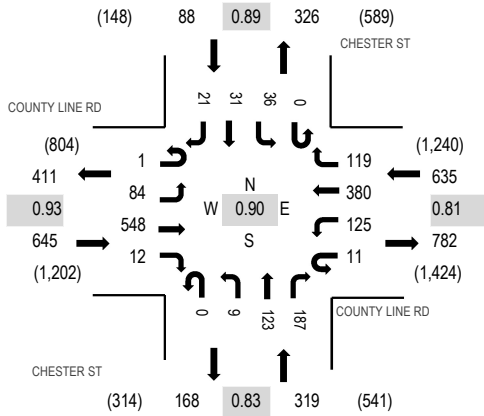 (148) 88 0.89 326 (589)
CHESTER ST
COUNTY LINE RD
21 31 36 0
(804)
411
0.93
645
(1,202)
1
84
548
12
N
W 0.90 E
S
119
380
125
11
(1,240)
635
0.81
782
(1,424)
0 9 123 187
COUNTY LINE RD
CHESTER ST
(314) 168 0.83 319 (541)